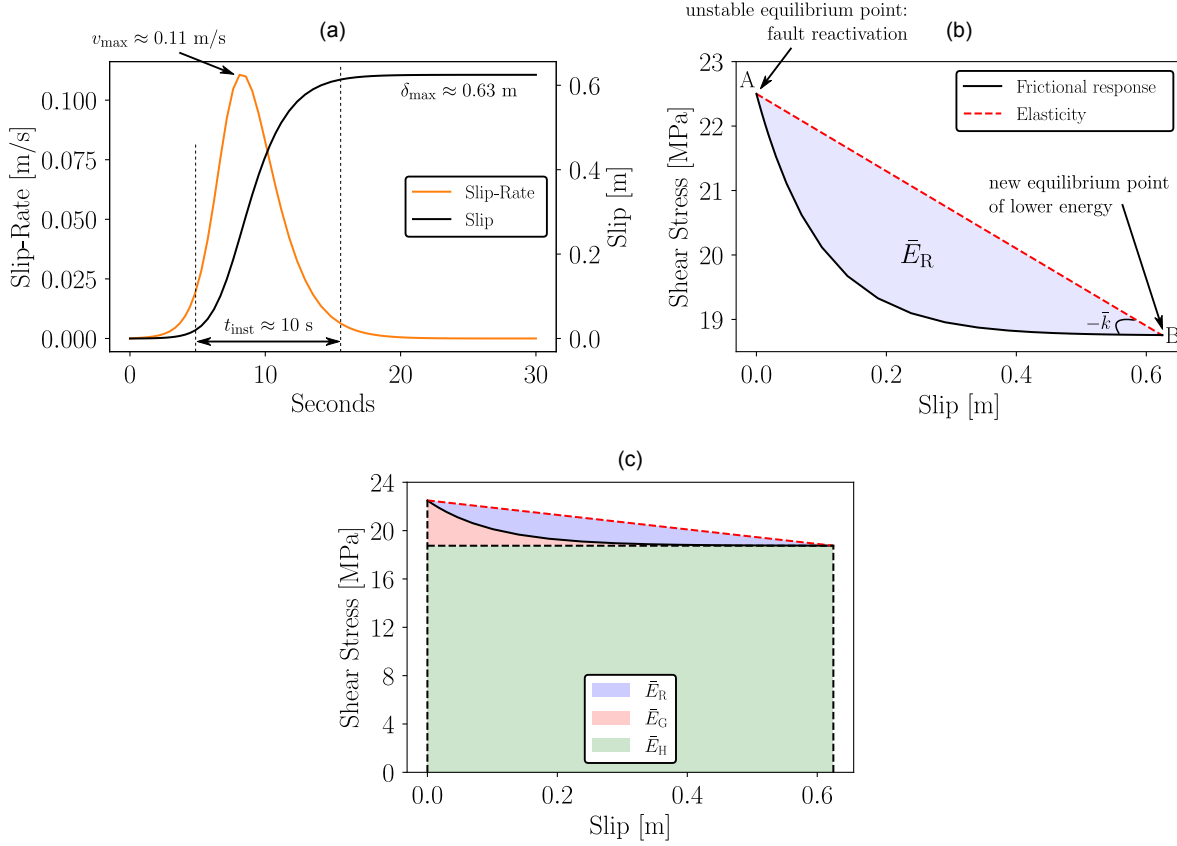 (a)
v_max ≈ 0.11 m/s
0.100
0.075
0.050
0.025
0.000
Slip-Rate [m/s]
δ_max ≈ 0.63 m
Slip-Rate
Slip
t_inst ≈ 10 s
0.6
0.4
0.2
0.0
Slip [m]
0
10
20
30
Seconds
unstable equilibrium point:
fault reactivation
(b)
23
22
21
20
19
Shear Stress [MPa]
A
Frictional response
Elasticity
new equilibrium point
of lower energy
Ē_R
−k̄
B
0.0
0.2
0.4
0.6
Slip [m]
(c)
24
20
16
12
8
4
0
Shear Stress [MPa]
Ē_R
Ē_G
Ē_H
0.0
0.2
0.4
0.6
Slip [m]